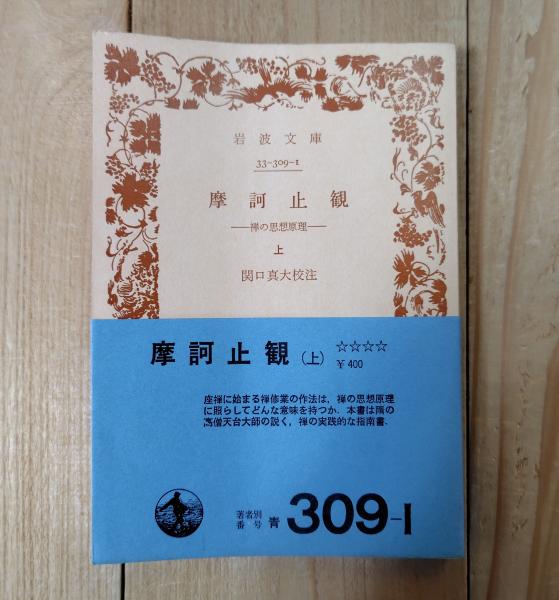 岩波文庫
33-309-1
摩訶止観
──禅の思想原理──
上
関口真大校注
摩訶止観(上) ☆☆☆☆
¥400
座禅に始まる禅修業の作法は，禅の思想原理
に照らしてどんな意味を持つか．本書は隋の
高僧天台大師の説く，禅の実践的な指南書．
著者別
番号 青 309-1